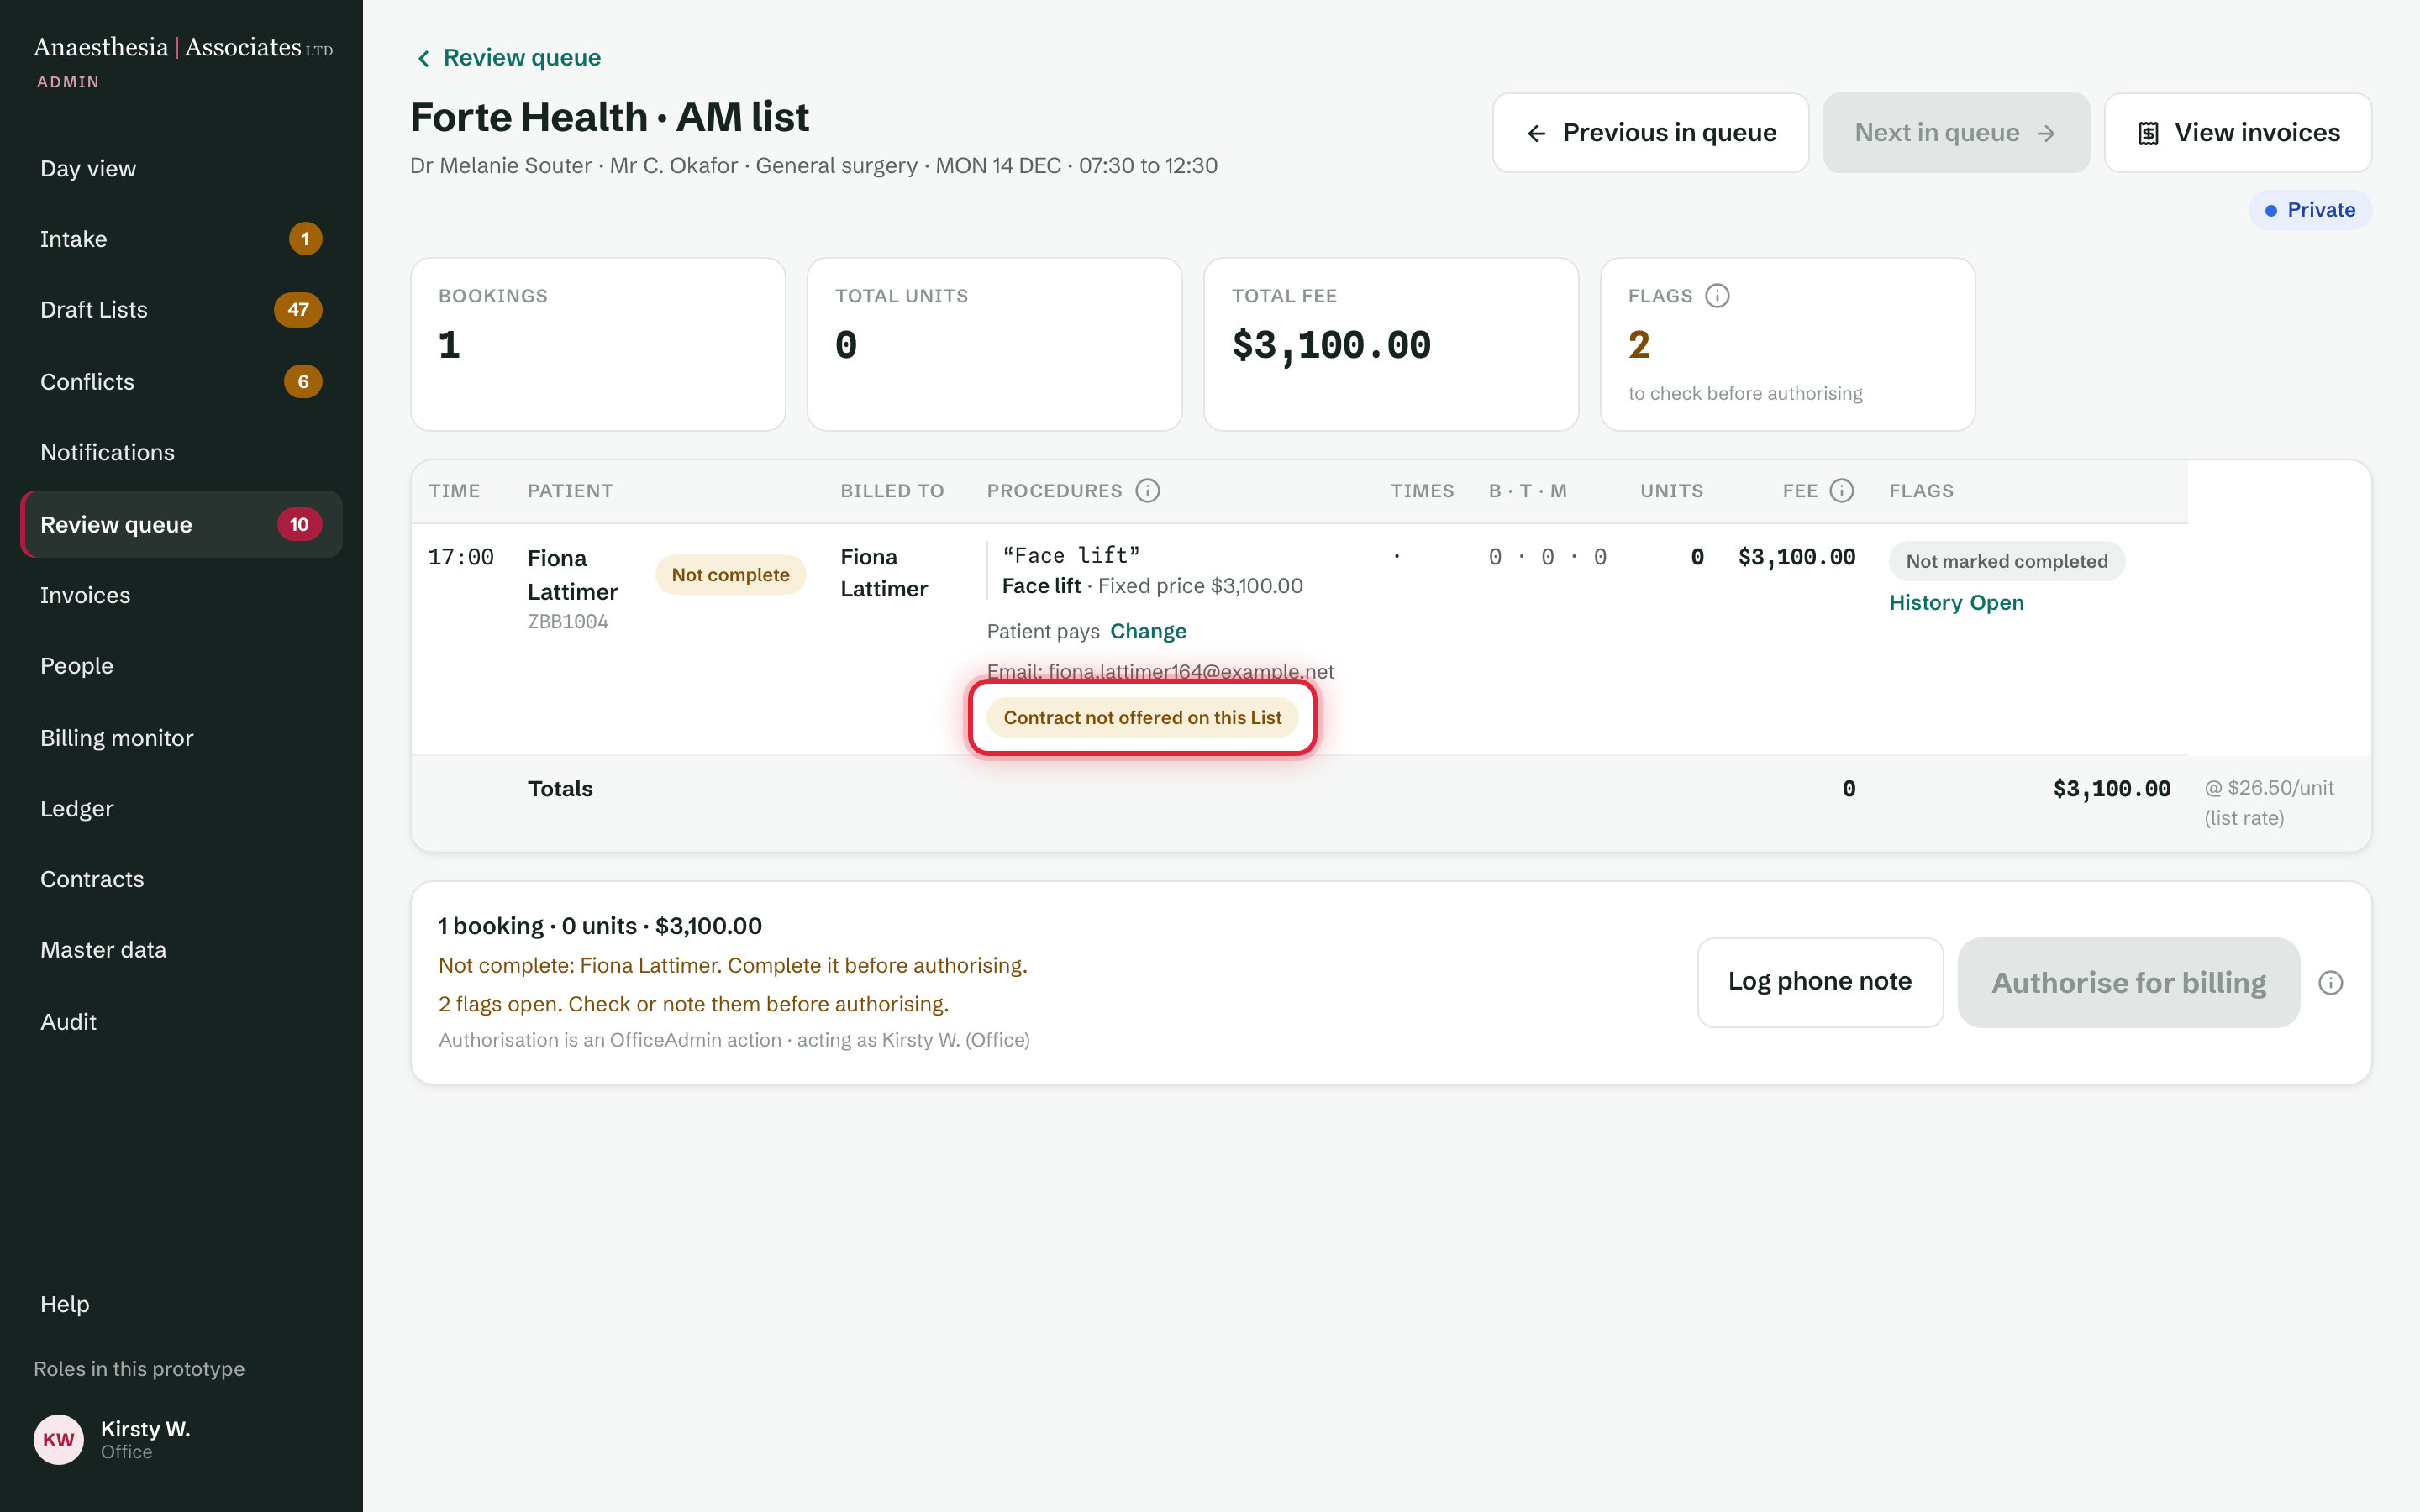 Anaesthesia | Associates LTD
ADMIN
Day view
Intake 1
Draft Lists 47
Conflicts 6
Notifications
Review queue 10
Invoices
People
Billing monitor
Ledger
Contracts
Master data
Audit
Help
Roles in this prototype
KW
Kirsty W.
Office
Review queue
Forte Health · AM list
Dr Melanie Souter · Mr C. Okafor · General surgery · MON 14 DEC · 07:30 to 12:30
Previous in queue
Next in queue
View invoices
Private
BOOKINGS
1
TOTAL UNITS
0
TOTAL FEE
$3,100.00
FLAGS
2
to check before authorising
TIME PATIENT BILLED TO PROCEDURES TIMES B · T · M UNITS FEE FLAGS
17:00
Fiona
Lattimer
ZBB1004
Not complete
Fiona
Lattimer
“Face lift”
Face lift · Fixed price $3,100.00
Patient pays Change
Email: fiona.lattimer164@example.net
Contract not offered on this List
·
0 · 0 · 0
0
$3,100.00
Not marked completed
History Open
Totals 0 $3,100.00 @ $26.50/unit
(list rate)
1 booking · 0 units · $3,100.00
Not complete: Fiona Lattimer. Complete it before authorising.
2 flags open. Check or note them before authorising.
Authorisation is an OfficeAdmin action · acting as Kirsty W. (Office)
Log phone note
Authorise for billing